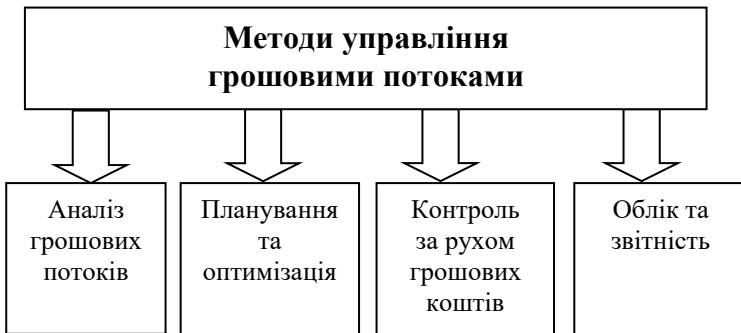 Методи управління
грошовими потоками
Аналіз
грошових
потоків
Планування
та
оптимізація
Контроль
за рухом
грошових
коштів
Облік та
звітність